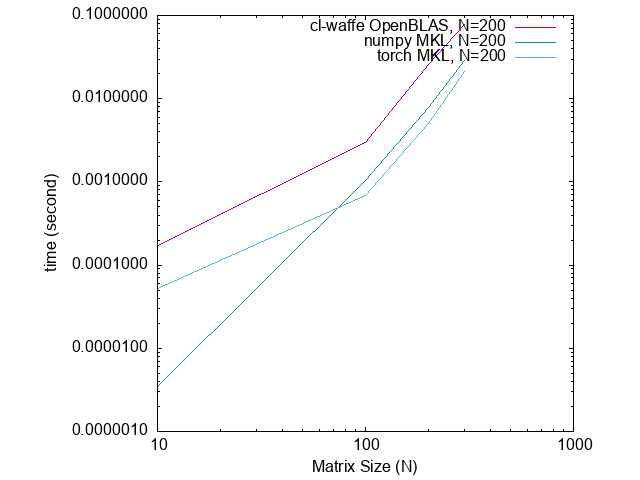 0.1000000
cl-waffe OpenBLAS, N=200
numpy MKL, N=200
torch MKL, N=200
0.0100000
0.0010000
time (second)
0.0001000
0.0000100
0.0000010
10 100 1000
Matrix Size (N)